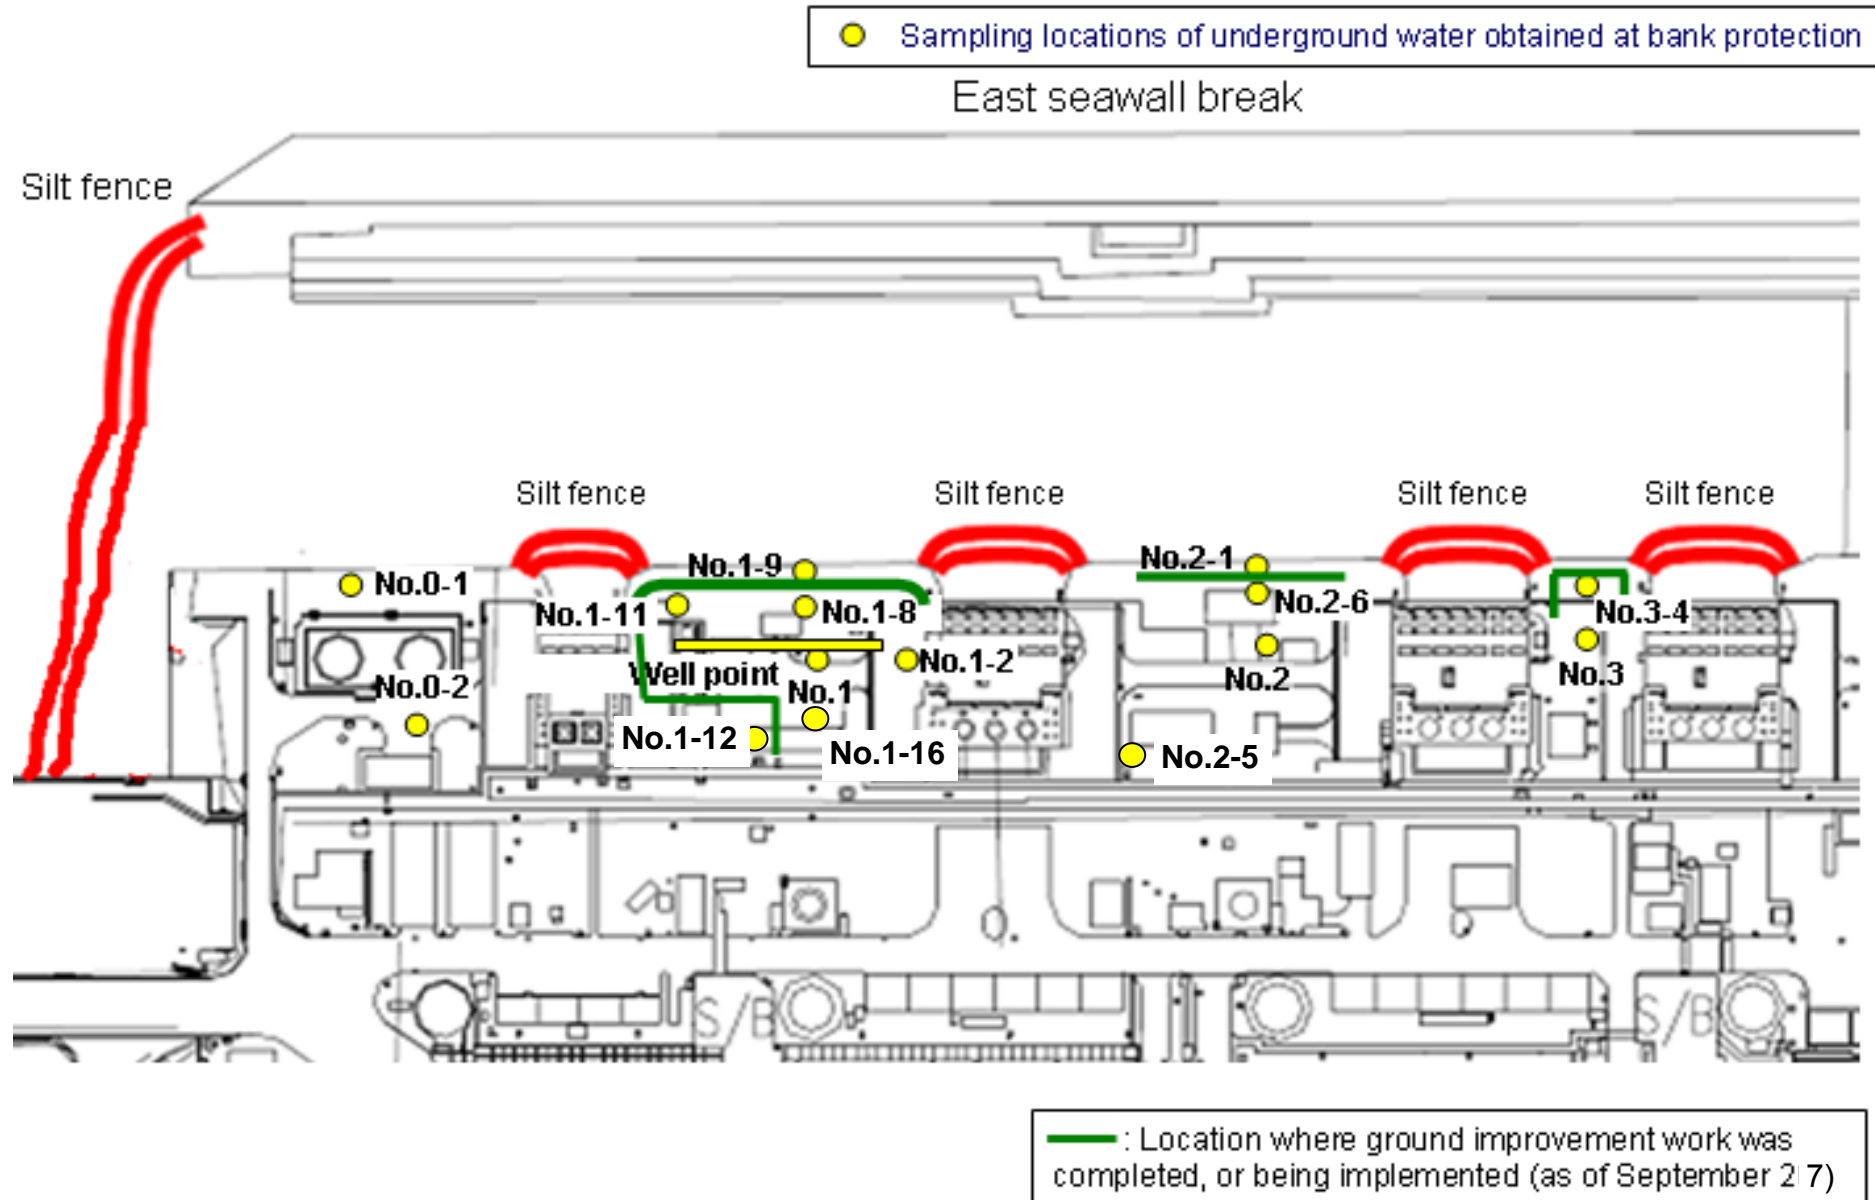 Sampling locations of underground water obtained at bank protection
East seawall break
Silt fence
Silt fence
Silt fence
Silt fence
Silt fence
No.1-9
No.2-1
No.0-1
No.1-11
No.1-8
No.2-6
No.3-4
Well point
No.1-2
No.0-2
No.1
No.2
No.3
No.1-12
No.1-16
No.2-5
S/B
S/B
: Location where ground improvement work was
completed, or being implemented (as of September 27)